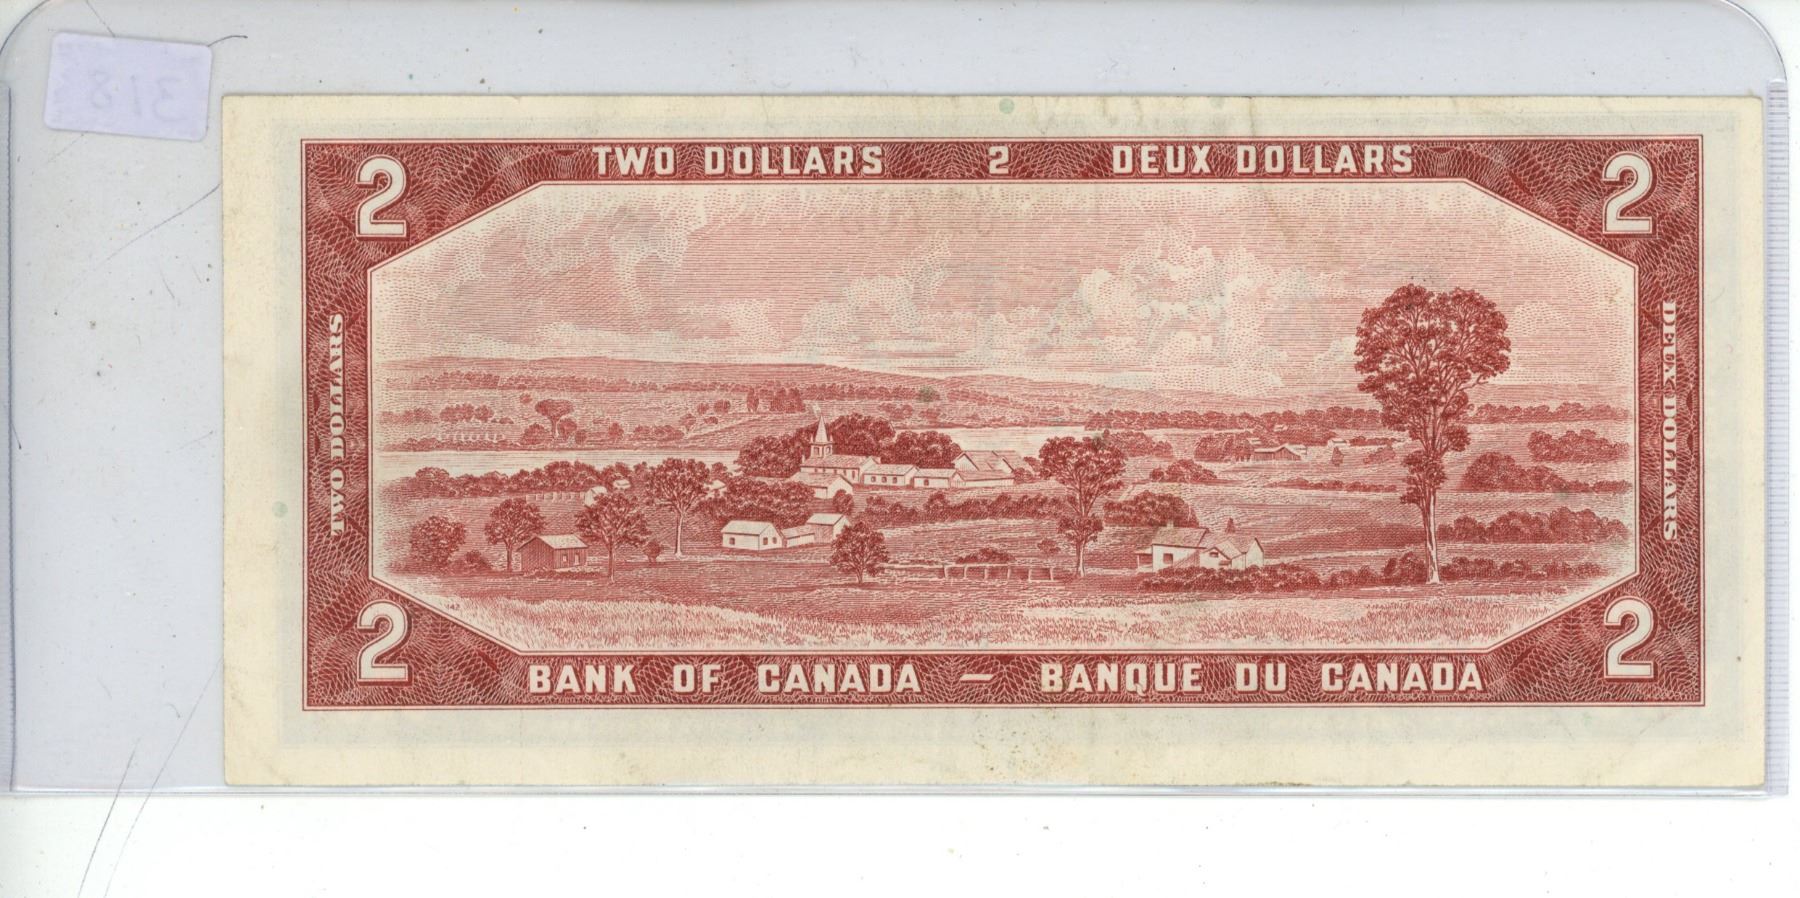 318
2 TWO DOLLARS 2 DEUX DOLLARS 2
TWO DOLLARS
DEUX DOLLARS
142
2 BANK OF CANADA – BANQUE DU CANADA 2